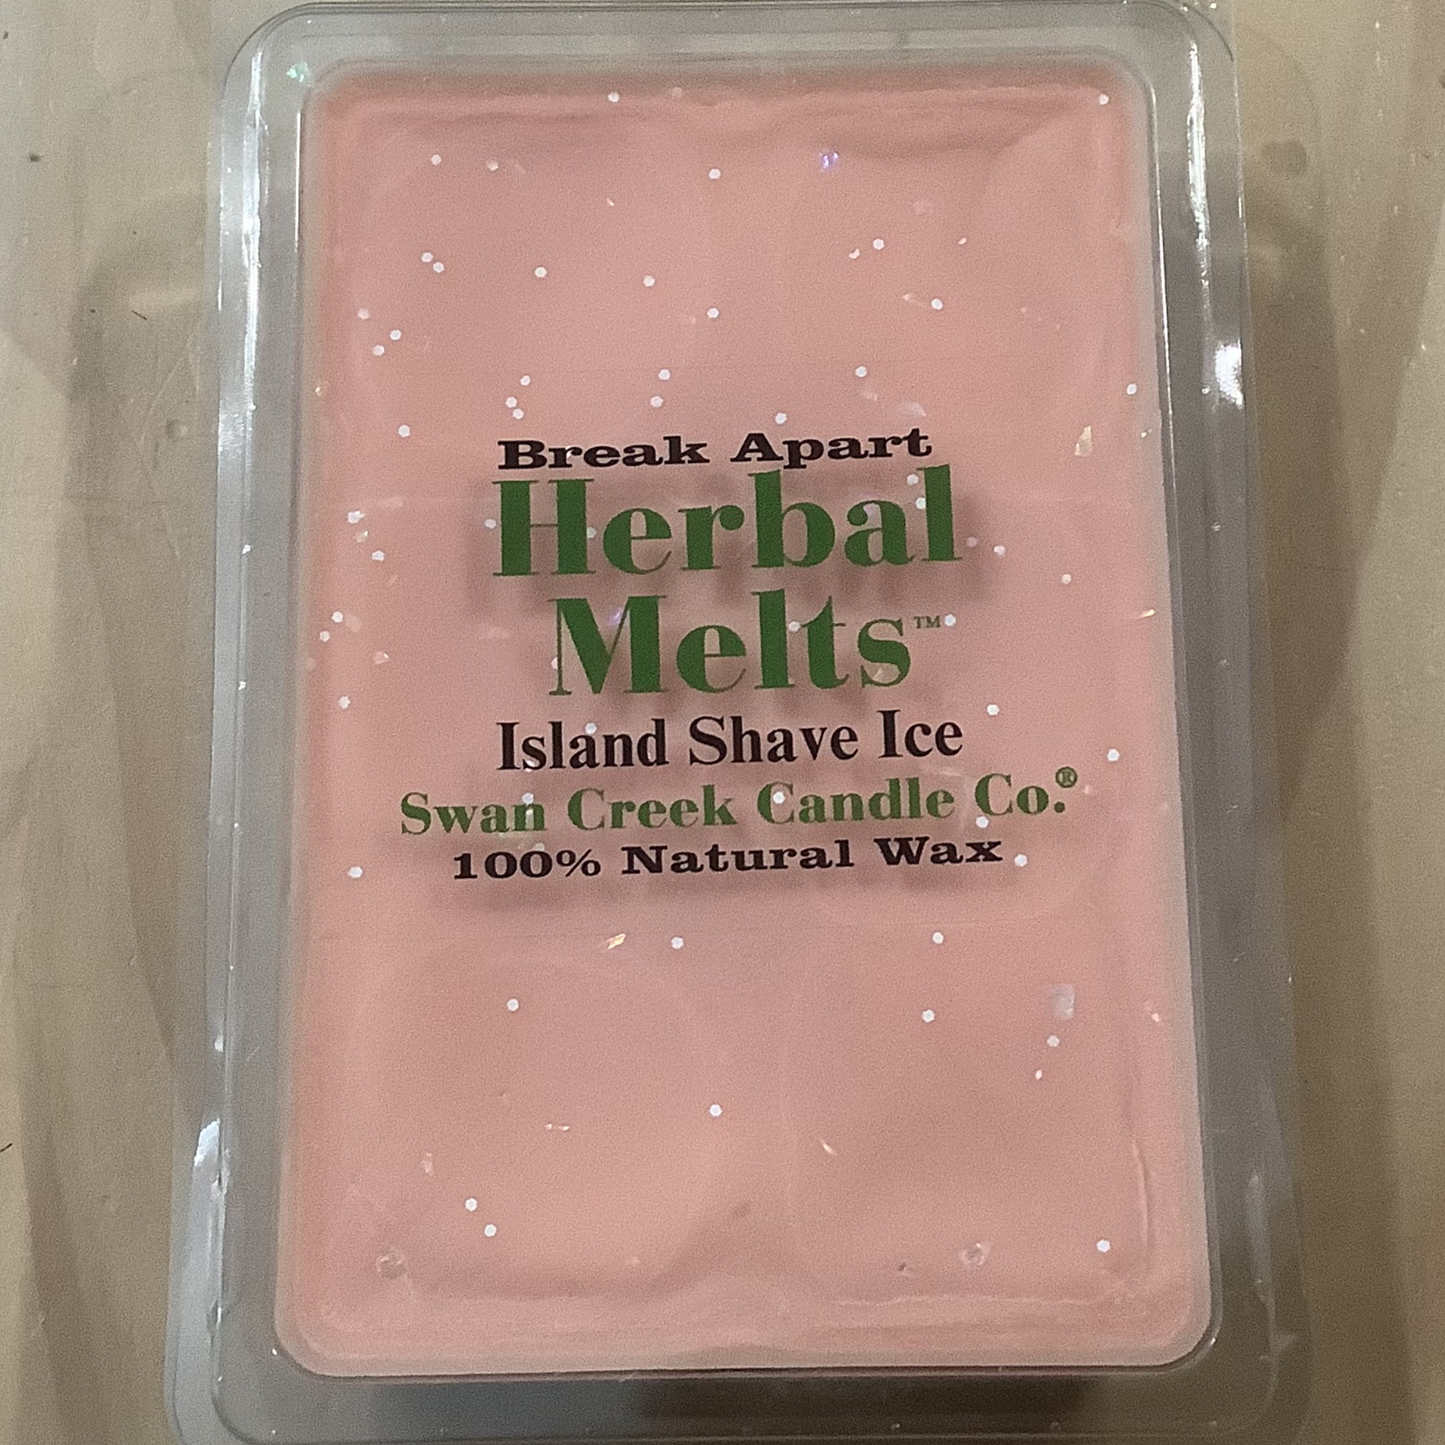 Break Apart
Herbal
Melts™
Island Shave Ice
Swan Creek Candle Co.®
100% Natural Wax